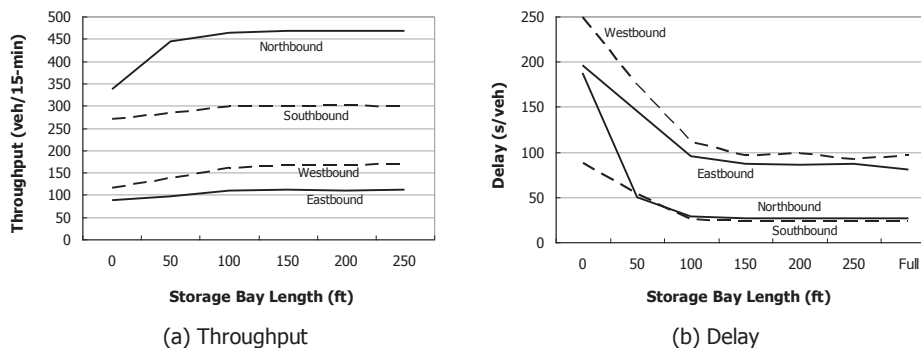 Throughput (veh/15-min)
500
450
400
350
300
250
200
150
100
50
0
Northbound
Southbound
Westbound
Eastbound
0 50 100 150 200 250
Storage Bay Length (ft)
(a) Throughput
Delay (s/veh)
250
200
150
100
50
0
Westbound
Eastbound
Northbound
Southbound
0 50 100 150 200 250 Full
Storage Bay Length (ft)
(b) Delay